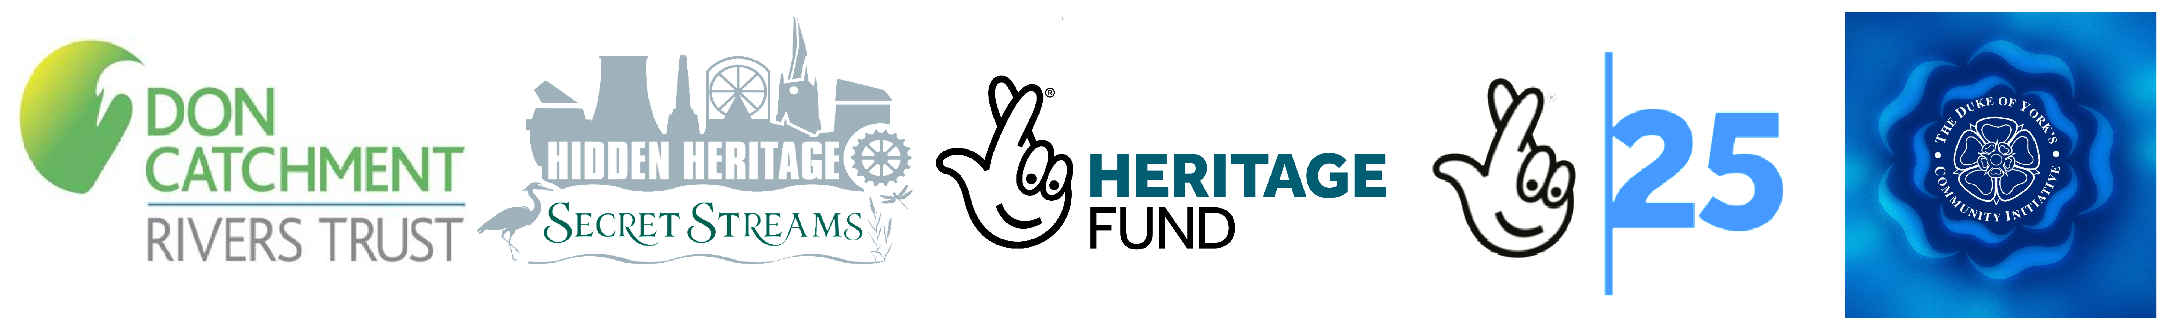 DON
CATCHMENT
RIVERS TRUST
HIDDEN HERITAGE
SECRET STREAMS
®
HERITAGE
FUND
25
THE DUKE OF YORK'S
• COMMUNITY INITIATIVE •